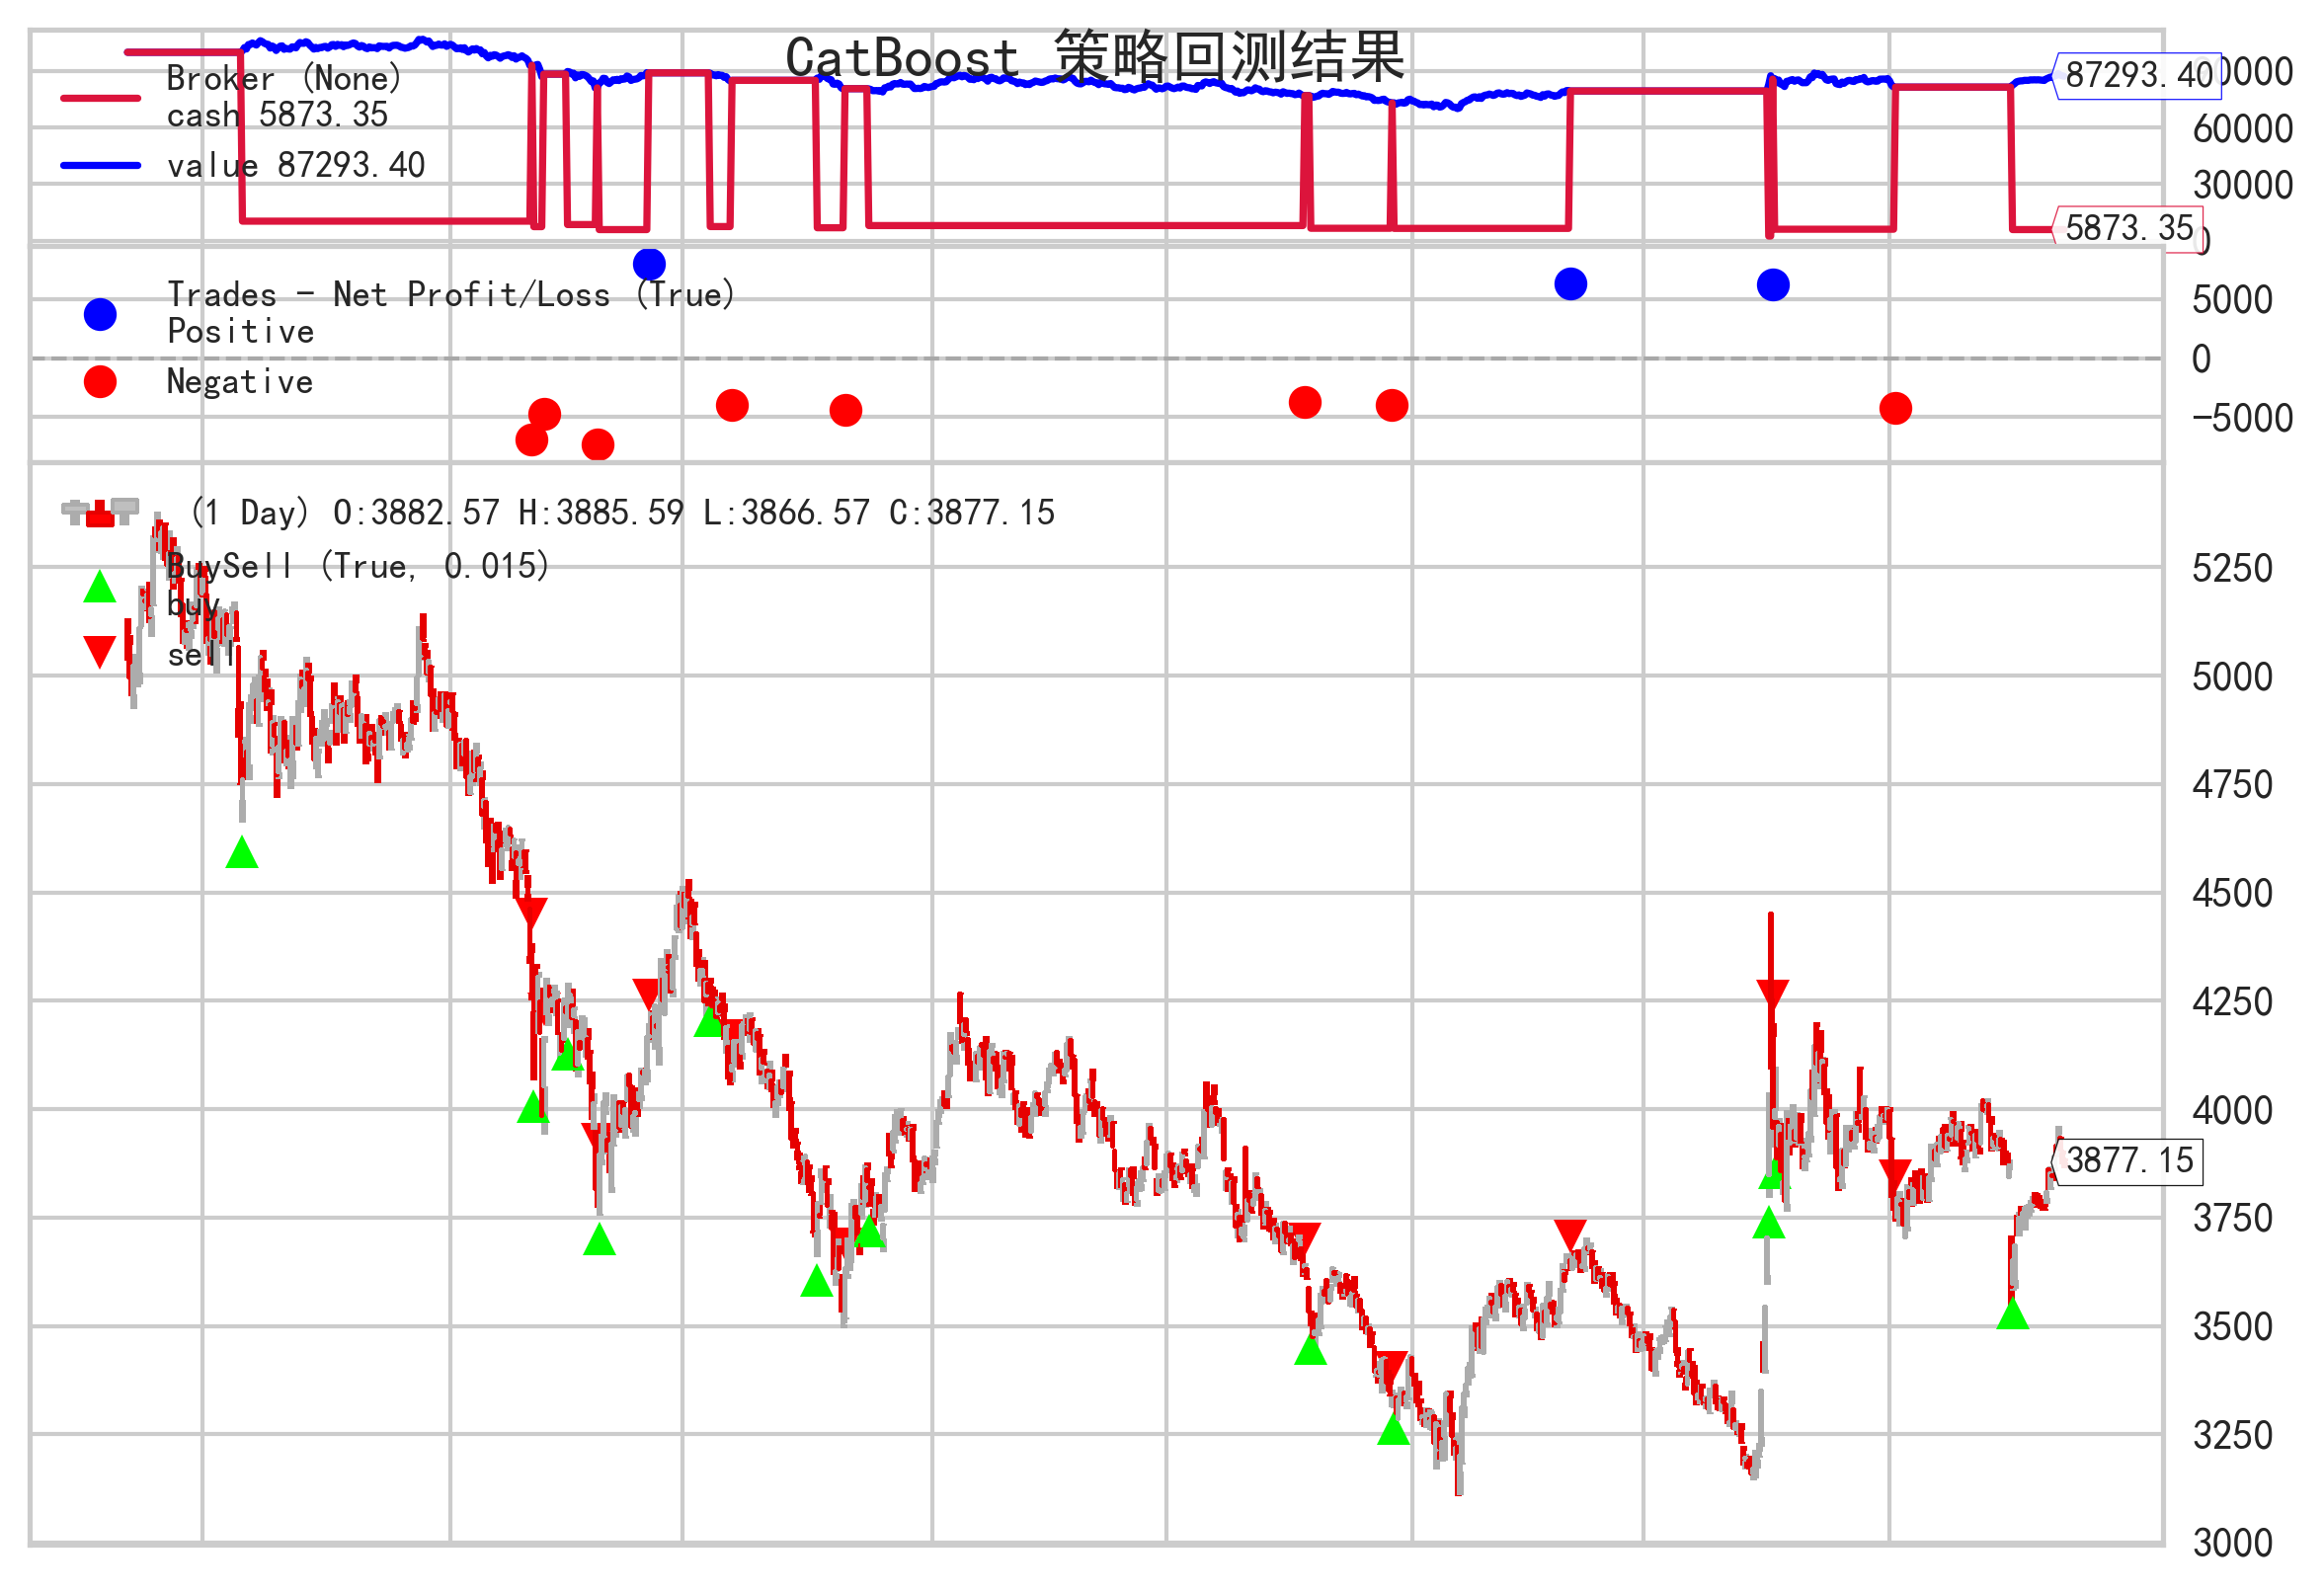 CatBoost 策略回测结果
Broker (None)
cash 5873.35
value 87293.40
87293.40
60000
30000
5873.35
0
Trades - Net Profit/Loss (True)
Positive
Negative
5000
0
-5000
(1 Day) O:3882.57 H:3885.59 L:3866.57 C:3877.15
BuySell (True, 0.015)
buy
sell
5250
5000
4750
4500
4250
4000
3877.15
3750
3500
3250
3000